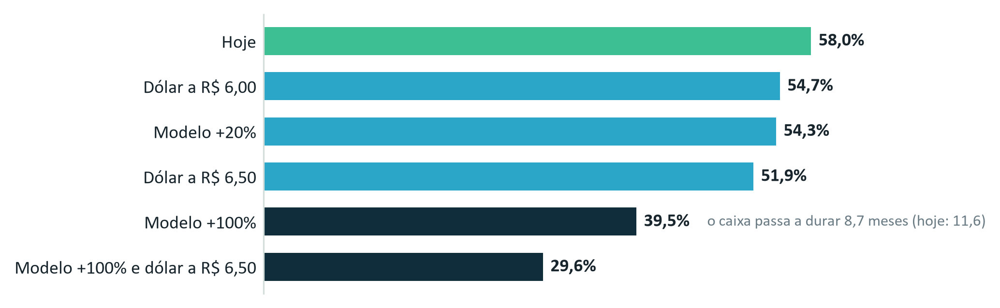 Hoje 58,0%
Dólar a R$ 6,00 54,7%
Modelo +20% 54,3%
Dólar a R$ 6,50 51,9%
Modelo +100% 39,5% o caixa passa a durar 8,7 meses (hoje: 11,6)
Modelo +100% e dólar a R$ 6,50 29,6%